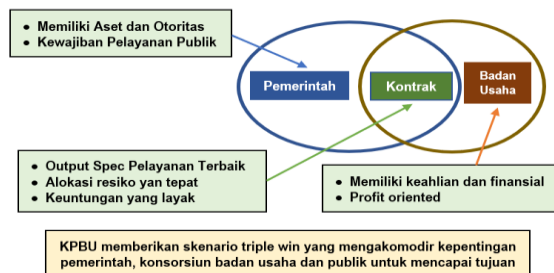 • Memiliki Aset dan Otoritas
• Kewajiban Pelayanan Publik
Pemerintah
Kontrak
Badan
Usaha
• Output Spec Pelayanan Terbaik
• Alokasi resiko yan tepat
• Keuntungan yang layak
• Memiliki keahlian dan finansial
• Profit oriented
KPBU memberikan skenario triple win yang mengakomodir kepentingan
pemerintah, konsorsiun badan usaha dan publik untuk mencapai tujuan